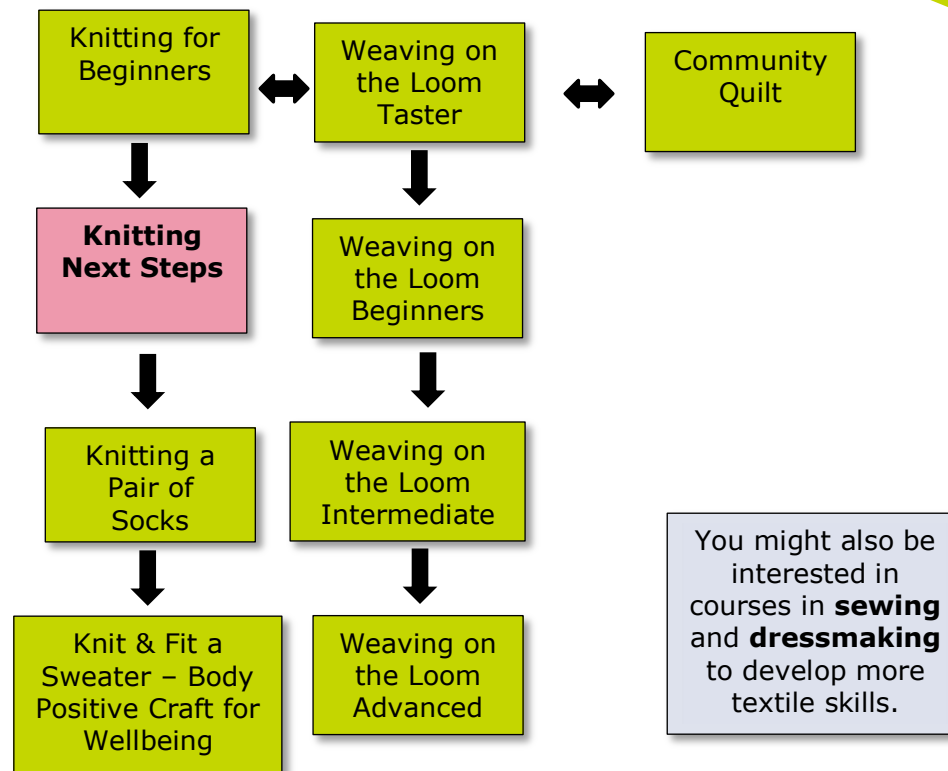 Knitting for
Beginners
Weaving on
the Loom
Taster
Community
Quilt
Knitting
Next Steps
Weaving on
the Loom
Beginners
Knitting a
Pair of
Socks
Weaving on
the Loom
Intermediate
Knit & Fit a
Sweater – Body
Positive Craft for
Wellbeing
Weaving on
the Loom
Advanced
You might also be
interested in
courses in sewing
and dressmaking
to develop more
textile skills.